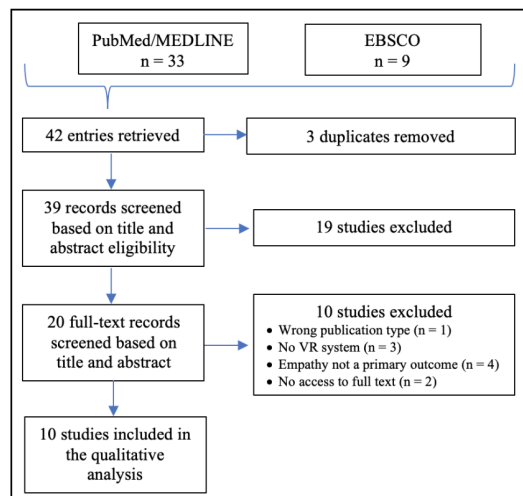 PubMed/MEDLINE
n = 33
EBSCO
n = 9
42 entries retrieved
3 duplicates removed
39 records screened
based on title and
abstract eligibility
19 studies excluded
20 full-text records
screened based on
title and abstract
10 studies excluded
• Wrong publication type (n = 1)
• No VR system (n = 3)
• Empathy not a primary outcome (n = 4)
• No access to full text (n = 2)
10 studies included in
the qualitative
analysis